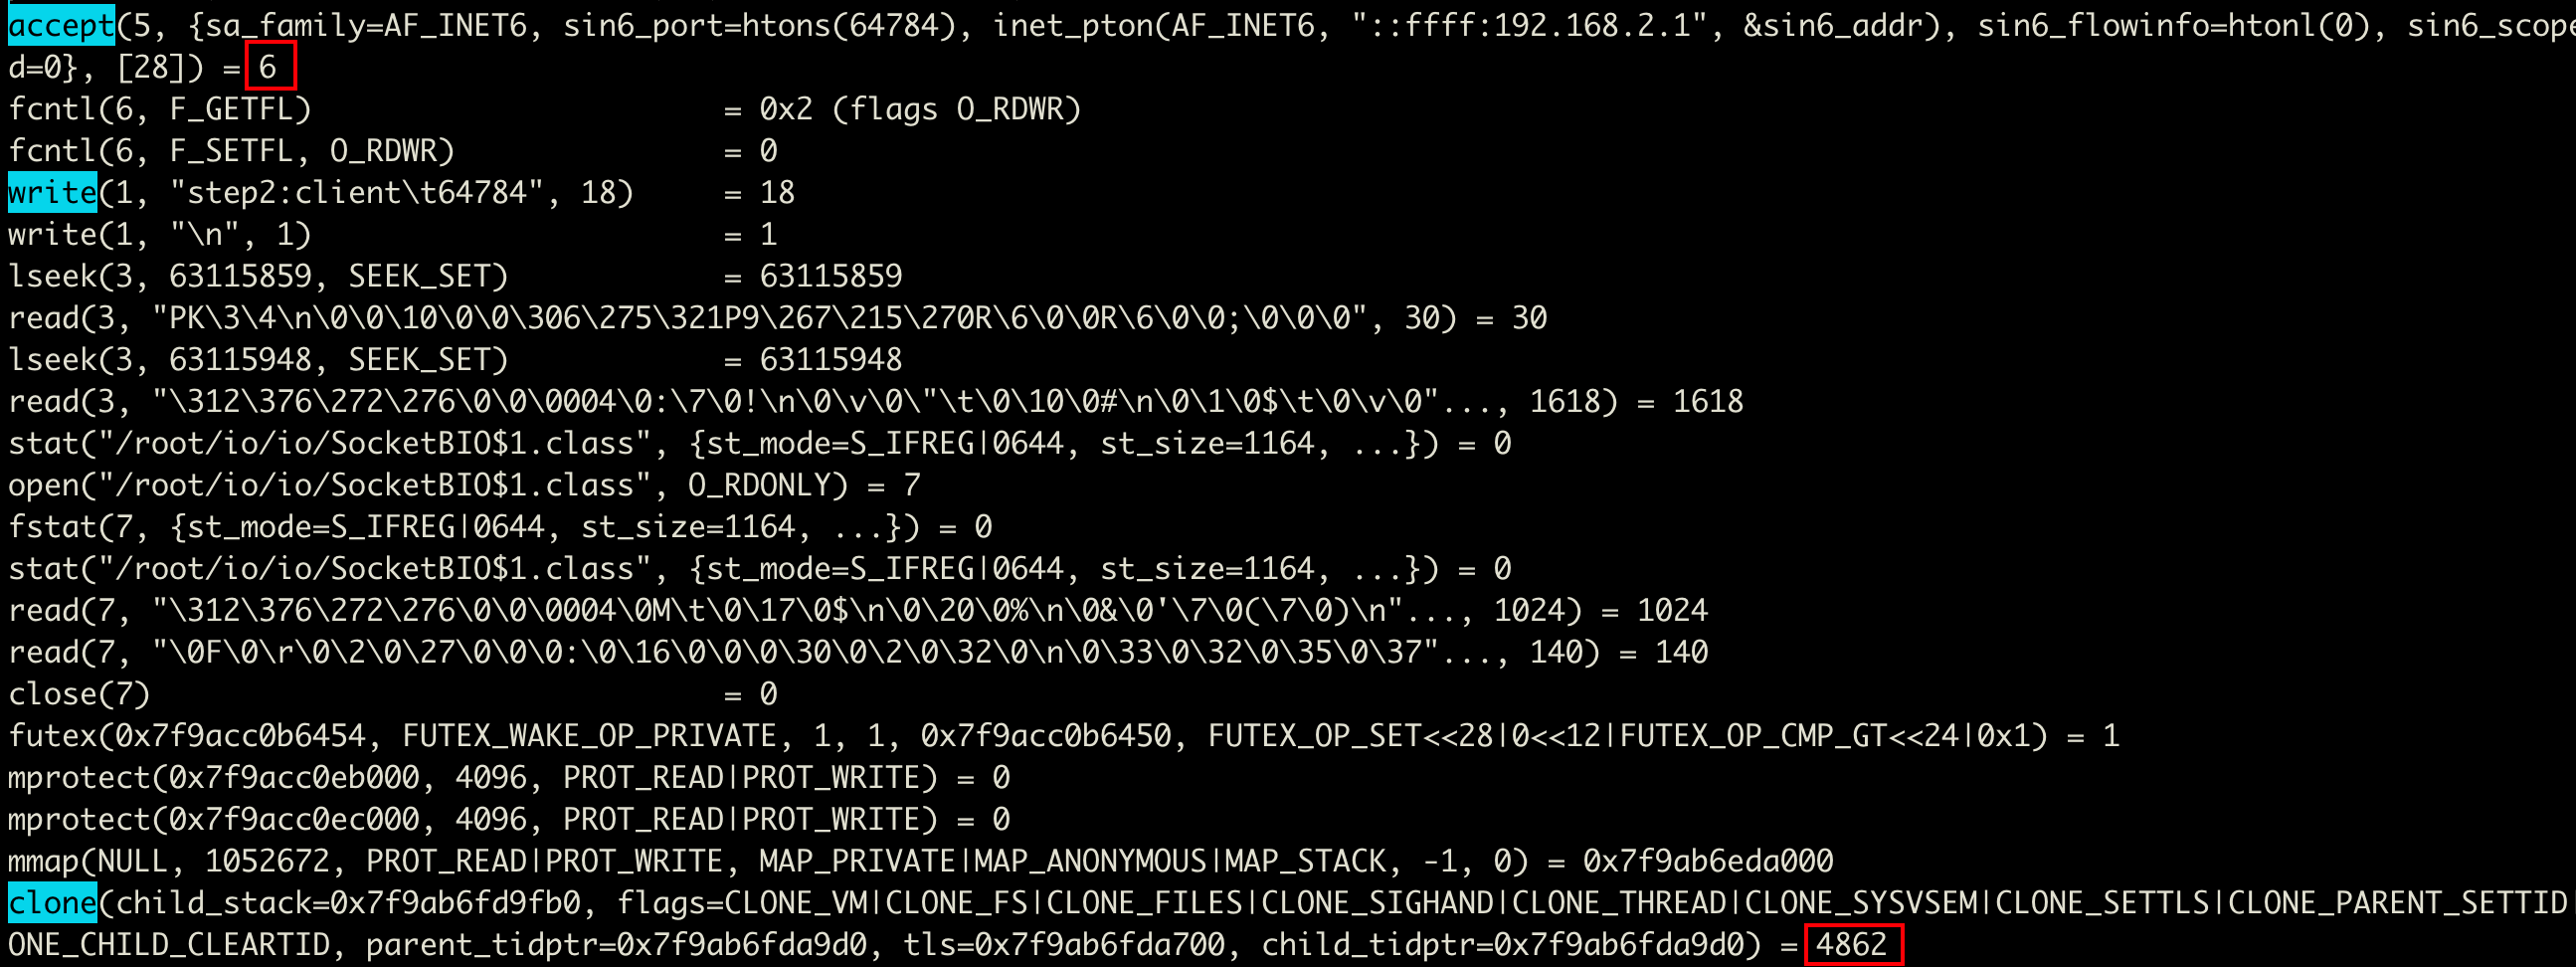 accept(5, {sa_family=AF_INET6, sin6_port=htons(64784), inet_pton(AF_INET6, "::ffff:192.168.2.1", &sin6_addr), sin6_flowinfo=htonl(0), sin6_scope
d=0}, [28]) = 6
fcntl(6, F_GETFL)                       = 0x2 (flags O_RDWR)
fcntl(6, F_SETFL, O_RDWR)               = 0
write(1, "step2:client\t64784", 18)     = 18
write(1, "\n", 1)                       = 1
lseek(3, 63115859, SEEK_SET)            = 63115859
read(3, "PK\3\4\n\0\0\10\0\0\306\275\321P9\267\215\270R\6\0\0R\6\0\0;\0\0\0", 30) = 30
lseek(3, 63115948, SEEK_SET)            = 63115948
read(3, "\312\376\272\276\0\0\0004\0:\7\0!\n\0\v\0\"\t\0\10\0#\n\0\1\0$\t\0\v\0"..., 1618) = 1618
stat("/root/io/io/SocketBIO$1.class", {st_mode=S_IFREG|0644, st_size=1164, ...}) = 0
open("/root/io/io/SocketBIO$1.class", O_RDONLY) = 7
fstat(7, {st_mode=S_IFREG|0644, st_size=1164, ...}) = 0
stat("/root/io/io/SocketBIO$1.class", {st_mode=S_IFREG|0644, st_size=1164, ...}) = 0
read(7, "\312\376\272\276\0\0\0004\0M\t\0\17\0$\n\0\20\0%\n\0&\0'\7\0(\7\0)\n"..., 1024) = 1024
read(7, "\0F\0\r\0\2\0\27\0\0\0:\0\16\0\0\0\30\0\2\0\32\0\n\0\33\0\32\0\35\0\37"..., 140) = 140
close(7)                                = 0
futex(0x7f9acc0b6454, FUTEX_WAKE_OP_PRIVATE, 1, 1, 0x7f9acc0b6450, FUTEX_OP_SET<<28|0<<12|FUTEX_OP_CMP_GT<<24|0x1) = 1
mprotect(0x7f9acc0eb000, 4096, PROT_READ|PROT_WRITE) = 0
mprotect(0x7f9acc0ec000, 4096, PROT_READ|PROT_WRITE) = 0
mmap(NULL, 1052672, PROT_READ|PROT_WRITE, MAP_PRIVATE|MAP_ANONYMOUS|MAP_STACK, -1, 0) = 0x7f9ab6eda000
clone(child_stack=0x7f9ab6fd9fb0, flags=CLONE_VM|CLONE_FS|CLONE_FILES|CLONE_SIGHAND|CLONE_THREAD|CLONE_SYSVSEM|CLONE_SETTLS|CLONE_PARENT_SETTID|
ONE_CHILD_CLEARTID, parent_tidptr=0x7f9ab6fda9d0, tls=0x7f9ab6fda700, child_tidptr=0x7f9ab6fda9d0) = 4862